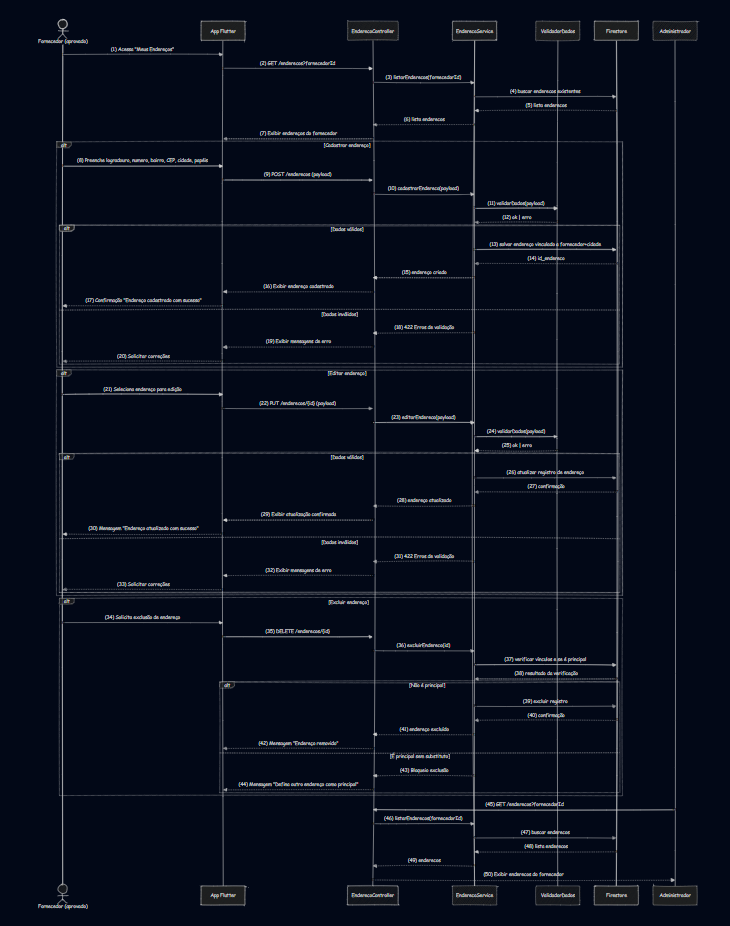 Fornecedor (aprovado)
App Flutter
EnderecoController
EnderecoService
ValidadorDados
Firestore
Administrador
(1) Acessa "Meus Endereços"
(2) GET /enderecos?fornecedorId
(3) listarEnderecos(fornecedorId)
(4) buscar endereços existentes
(5) lista endereços
(6) lista endereços
(7) Exibir endereços do fornecedor
alt
[Cadastrar endereço]
(8) Preenche logradouro, numero, bairro, CEP, cidade, papéis
(9) POST /enderecos (payload)
(10) cadastrarEndereco(payload)
(11) validarDados(payload)
(12) ok | erro
alt
[Dados válidos]
(13) salvar endereço vinculado a fornecedor+cidade
(14) id_endereco
(15) endereço criado
(16) Exibir endereço cadastrado
(17) Confirmação "Endereço cadastrado com sucesso"
[Dados inválidos]
(18) 422 Erros de validação
(19) Exibir mensagens de erro
(20) Solicitar correções
alt
[Editar endereço]
(21) Seleciona endereço para edição
(22) PUT /enderecos/{id} (payload)
(23) editarEndereco(payload)
(24) validarDados(payload)
(25) ok | erro
alt
[Dados válidos]
(26) atualizar registro de endereço
(27) confirmação
(28) endereço atualizado
(29) Exibir atualização confirmada
(30) Mensagem "Endereço atualizado com sucesso"
[Dados inválidos]
(31) 422 Erros de validação
(32) Exibir mensagens de erro
(33) Solicitar correções
alt
[Excluir endereço]
(34) Solicita exclusão de endereço
(35) DELETE /enderecos/{id}
(36) excluirEndereco(id)
(37) verificar vínculos e se é principal
(38) resultado da verificação
alt
[Não é principal]
(39) excluir registro
(40) confirmação
(41) endereço excluído
(42) Mensagem "Endereço removido"
[É principal sem substituto]
(43) Bloqueio exclusão
(44) Mensagem "Defina outro endereço como principal"
(45) GET /enderecos?fornecedorId
(46) listarEnderecos(fornecedorId)
(47) buscar endereços
(48) lista endereços
(49) endereços
(50) Exibir endereços do fornecedor
Fornecedor (aprovado)
App Flutter
EnderecoController
EnderecoService
ValidadorDados
Firestore
Administrador